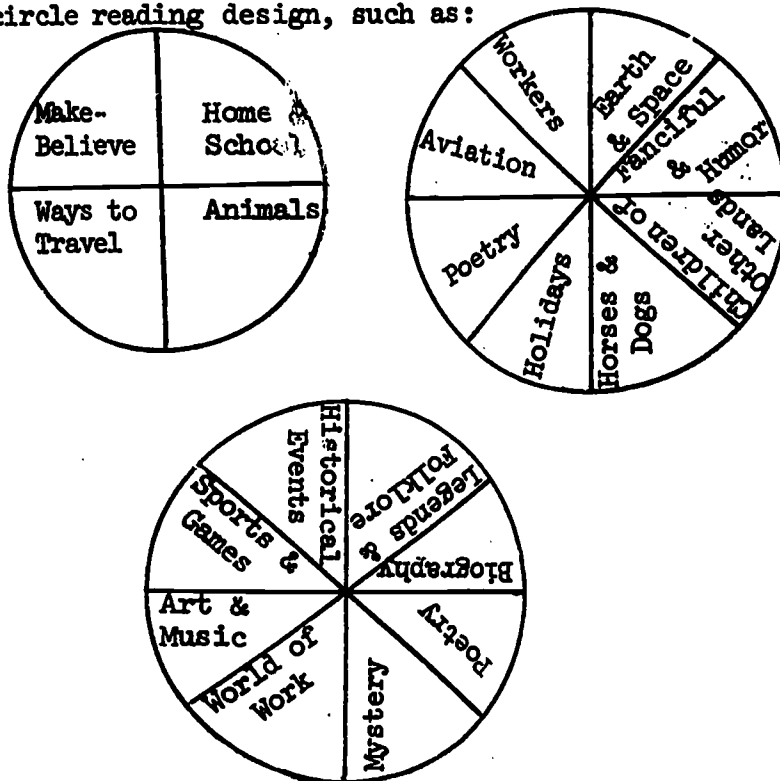 circle reading design, such as:
Make-
Believe
Home &
School
Ways to
Travel
Animals
Workers
Earth
& Space
Fanciful
&
Humor
Children of
Other
Lands
Horses &
Dogs
Holidays
Poetry
Aviation
Historical
Events
Legends &
Folklore
Biography
Poetry
Mystery
World of
Work
Art &
Music
Sports &
Games